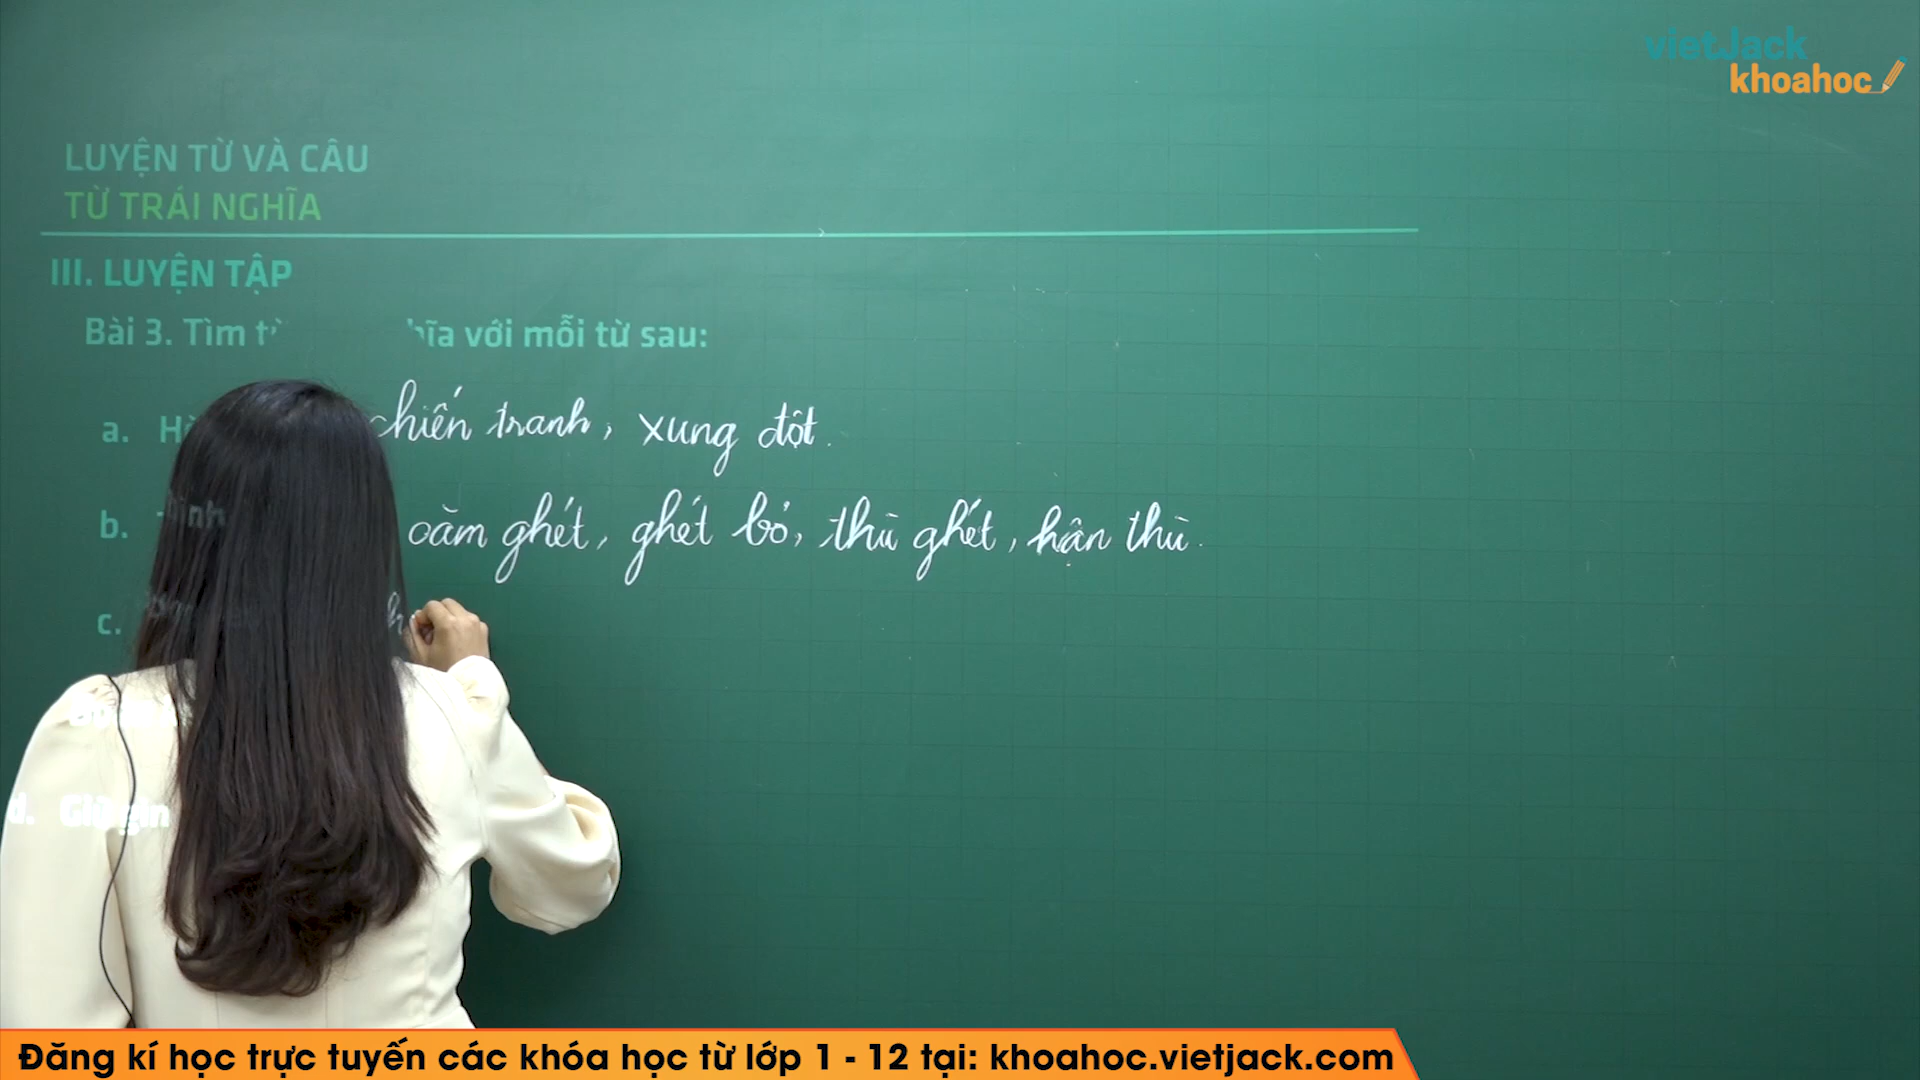 vietJack
khoahoc
LUYỆN TỪ VÀ CÂU
TỪ TRÁI NGHĨA
III. LUYỆN TẬP
Bài 3. Tìm với mỗi từ sau:
a. chiến tranh, xung đột.
b. căm ghét, ghét bỏ, thù ghét, hận thù.
c.
d. Giữ gìn
Đăng kí học trực tuyến các khóa học từ lớp 1 - 12 tại: khoahoc.vietjack.com